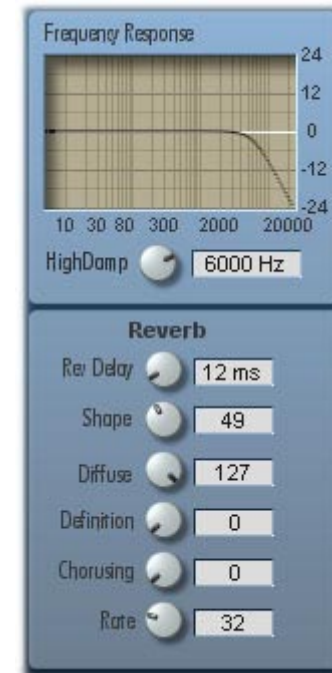 Frequency Response
24
12
0
-12
-24
10 30 80 300 2000 20000
HighDamp 6000 Hz
Reverb
Rev Delay 12 ms
Shape 49
Diffuse 127
Definition 0
Chorusing 0
Rate 32